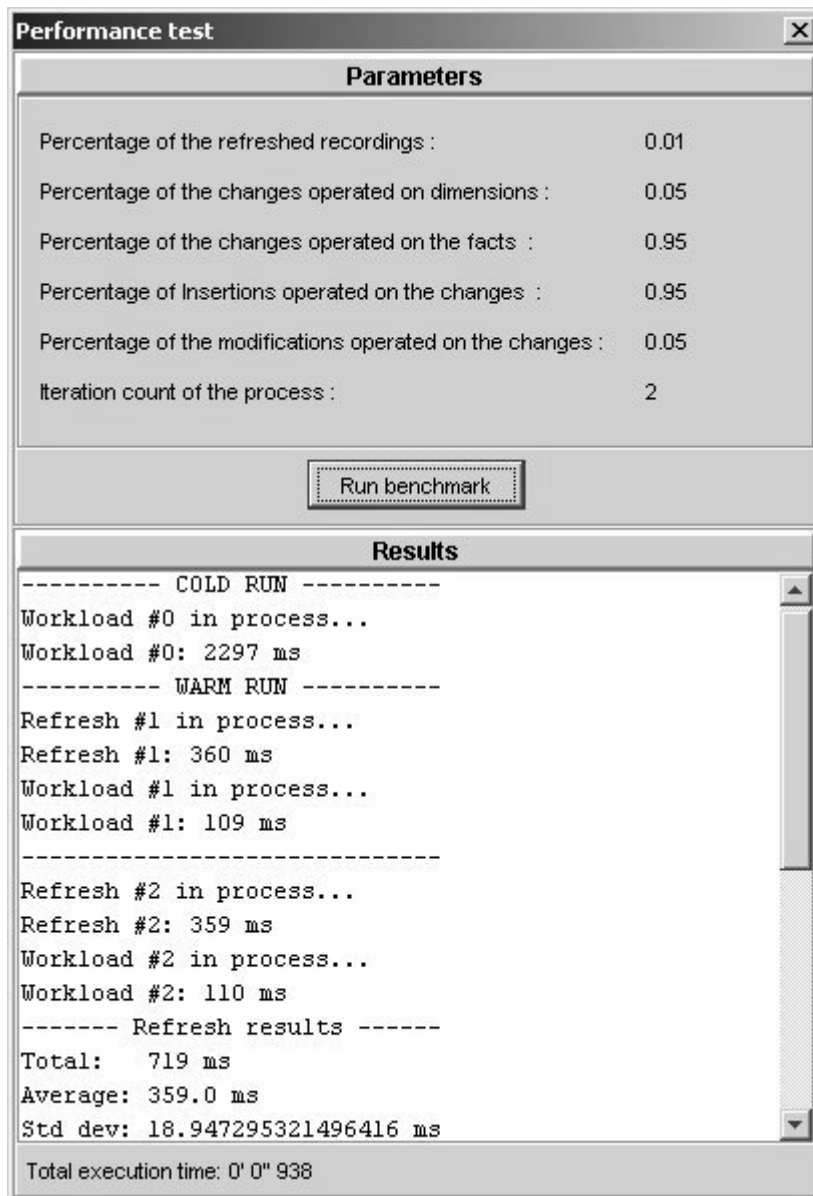 Performance test
Parameters
Percentage of the refreshed recordings : 0.01
Percentage of the changes operated on dimensions : 0.05
Percentage of the changes operated on the facts : 0.95
Percentage of Insertions operated on the changes : 0.95
Percentage of the modifications operated on the changes : 0.05
Iteration count of the process : 2
Run benchmark
Results
---------- COLD RUN -----------
Workload #0 in process...
Workload #0: 2297 ms
---------- WARM RUN ----------
Refresh #1 in process...
Refresh #1: 360 ms
Workload #1 in process...
Workload #1: 109 ms
------------------------------
Refresh #2 in process...
Refresh #2: 359 ms
Workload #2 in process...
Workload #2: 110 ms
------- Refresh results ------
Total: 719 ms
Average: 359.0 ms
Std dev: 18.947295321496416 ms
Total execution time: 0' 0'' 938